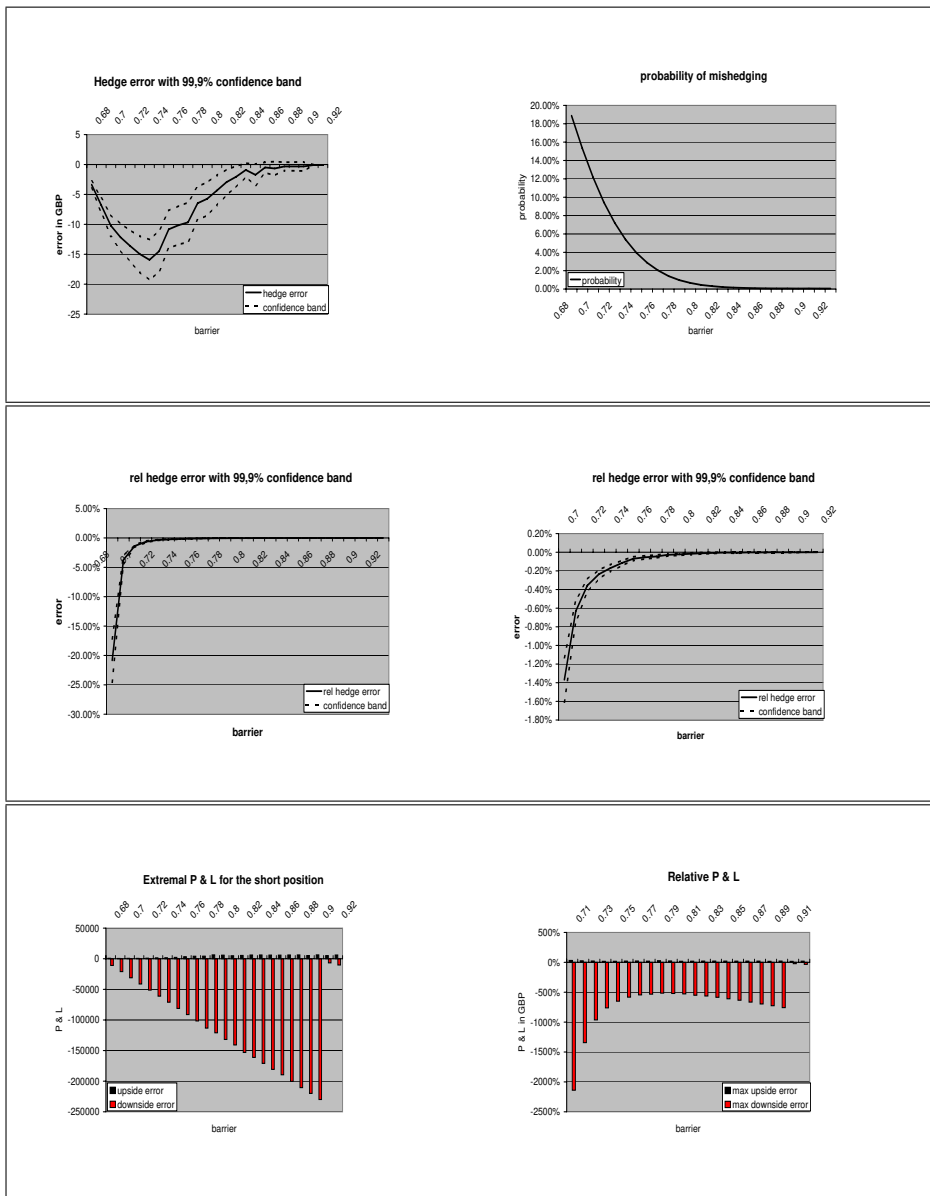 Hedge error with 99,9% confidence band
0.68 0.7 0.72 0.74 0.76 0.78 0.8 0.82 0.84 0.86 0.88 0.9 0.92
5
0
-5
-10
-15
-20
-25
error in GBP
hedge error
confidence band
barrier
probability of mishedging
20.00%
18.00%
16.00%
14.00%
12.00%
10.00%
8.00%
6.00%
4.00%
2.00%
0.00%
probability
probability
0.68 0.7 0.72 0.74 0.76 0.78 0.8 0.82 0.84 0.86 0.88 0.9 0.92
barrier
rel hedge error with 99,9% confidence band
5.00%
0.00%
-5.00%
-10.00%
-15.00%
-20.00%
-25.00%
-30.00%
error
0.68 0.7 0.72 0.74 0.76 0.78 0.8 0.82 0.84 0.86 0.88 0.9 0.92
rel hedge error
confidence band
barrier
rel hedge error with 99,9% confidence band
0.7 0.72 0.74 0.76 0.78 0.8 0.82 0.84 0.86 0.88 0.9 0.92
0.20%
0.00%
-0.20%
-0.40%
-0.60%
-0.80%
-1.00%
-1.20%
-1.40%
-1.60%
-1.80%
error
rel hedge error
confidence band
barrier
Extremal P & L for the short position
0.68 0.7 0.72 0.74 0.76 0.78 0.8 0.82 0.84 0.86 0.88 0.9 0.92
50000
0
-50000
-100000
-150000
-200000
-250000
P & L
upside error
downside error
barrier
Relative P & L
0.71 0.73 0.75 0.77 0.79 0.81 0.83 0.85 0.87 0.89 0.91
500%
0%
-500%
-1000%
-1500%
-2000%
-2500%
P & L in GBP
max upside error
max downside error
barrier